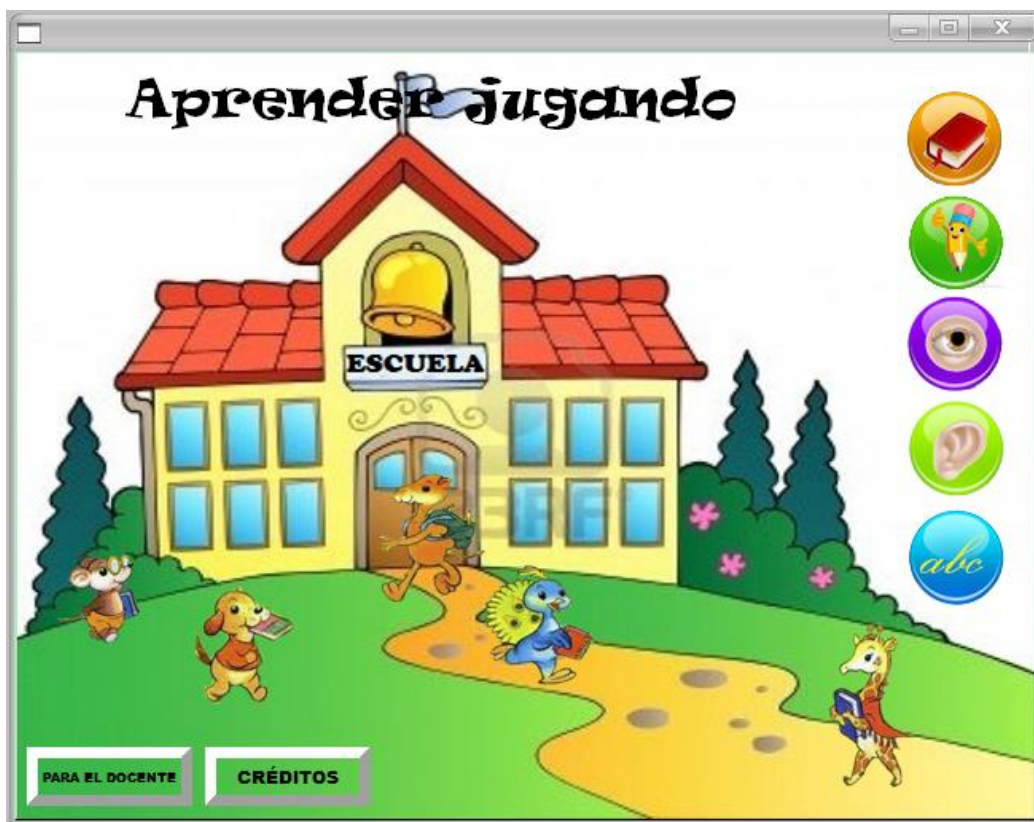 Aprender jugando
ESCUELA
abc
PARA EL DOCENTE
CRÉDITOS